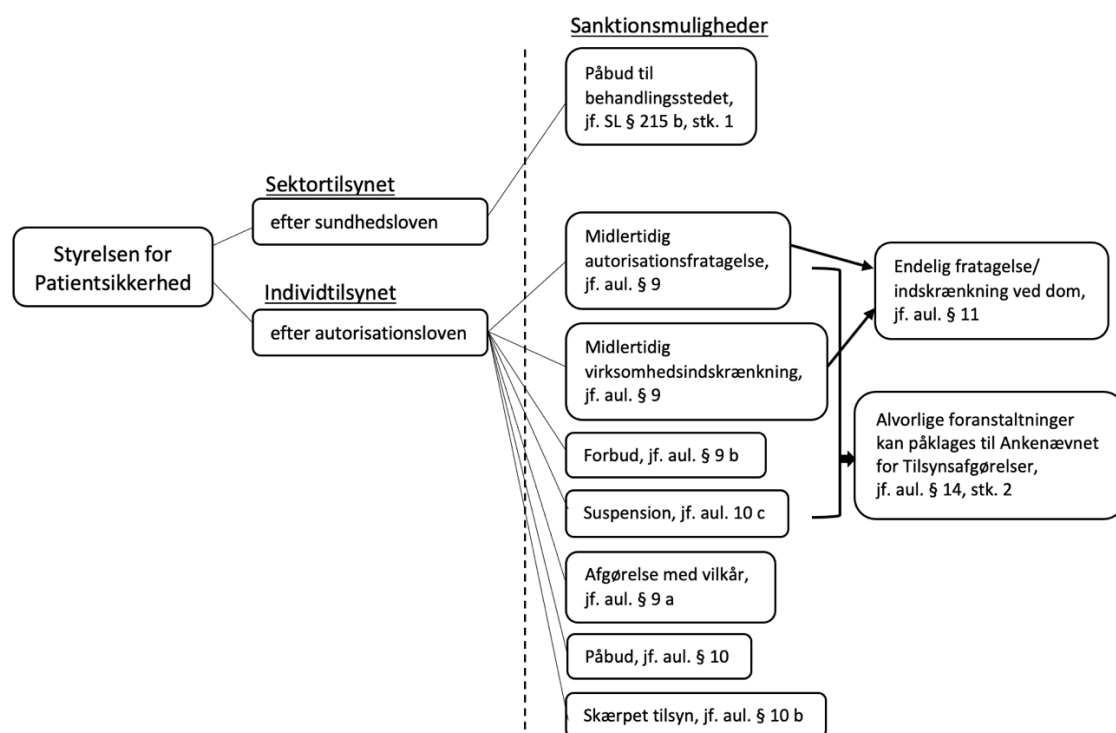 Sanktionsmuligheder
Påbud til
behandlingsstedet,
jf. SL § 215 b, stk. 1
Sektortilsynet
efter sundhedsloven
Styrelsen for
Patientsikkerhed
Individtilsynet
efter autorisationsloven
Midlertidig
autorisationsfratagelse,
jf. aul. § 9
Midlertidig
virksomhedsindskrænkning,
jf. aul. § 9
Forbud, jf. aul. § 9 b
Suspension, jf. aul. 10 c
Afgørelse med vilkår,
jf. aul. § 9 a
Påbud, jf. aul. § 10
Skærpet tilsyn, jf. aul. § 10 b
Endelig fratagelse/
indskrænkning ved dom,
jf. aul. § 11
Alvorlige foranstaltninger
kan påklages til Ankenævnet
for Tilsynsafgørelser,
jf. aul. § 14, stk. 2